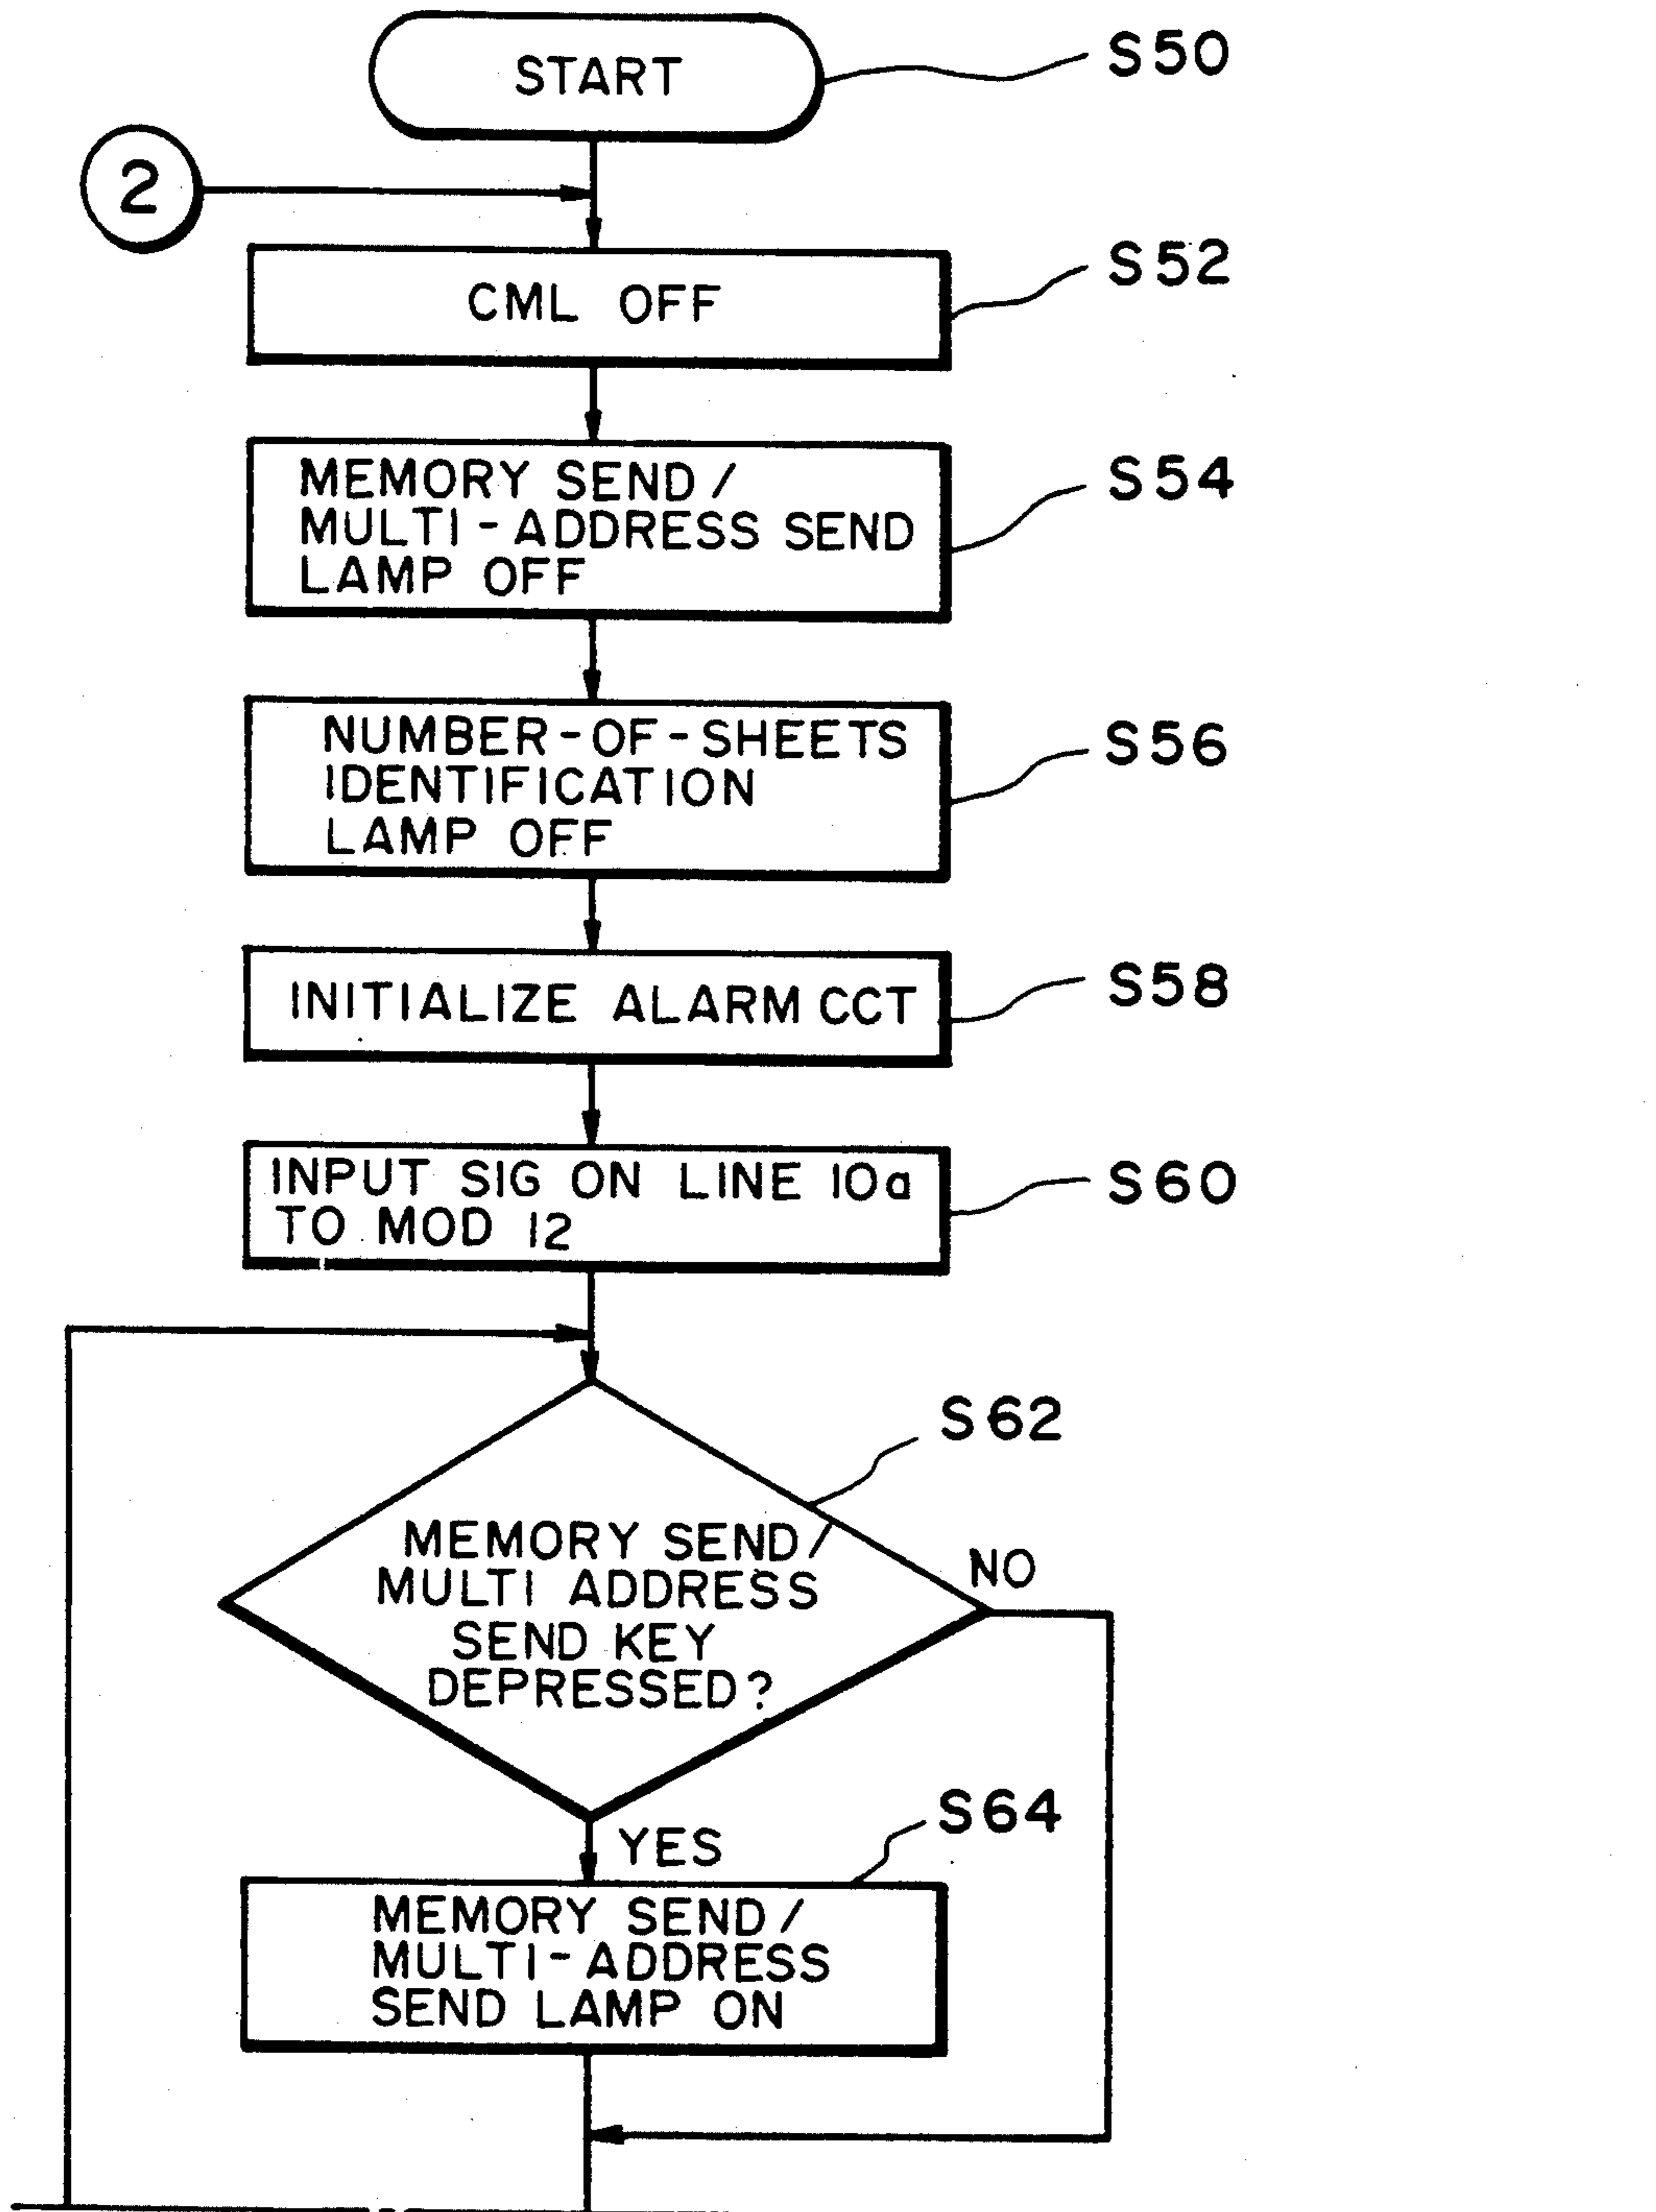 START
S50
2
CML OFF
S52
MEMORY SEND/
MULTI-ADDRESS SEND
LAMP OFF
S54
NUMBER-OF-SHEETS
IDENTIFICATION
LAMP OFF
S56
INITIALIZE ALARM CCT
S58
INPUT SIG ON LINE 10a
TO MOD 12
S60
S62
MEMORY SEND/
MULTI ADDRESS
SEND KEY
DEPRESSED?
NO
YES
S64
MEMORY SEND/
MULTI-ADDRESS
SEND LAMP ON